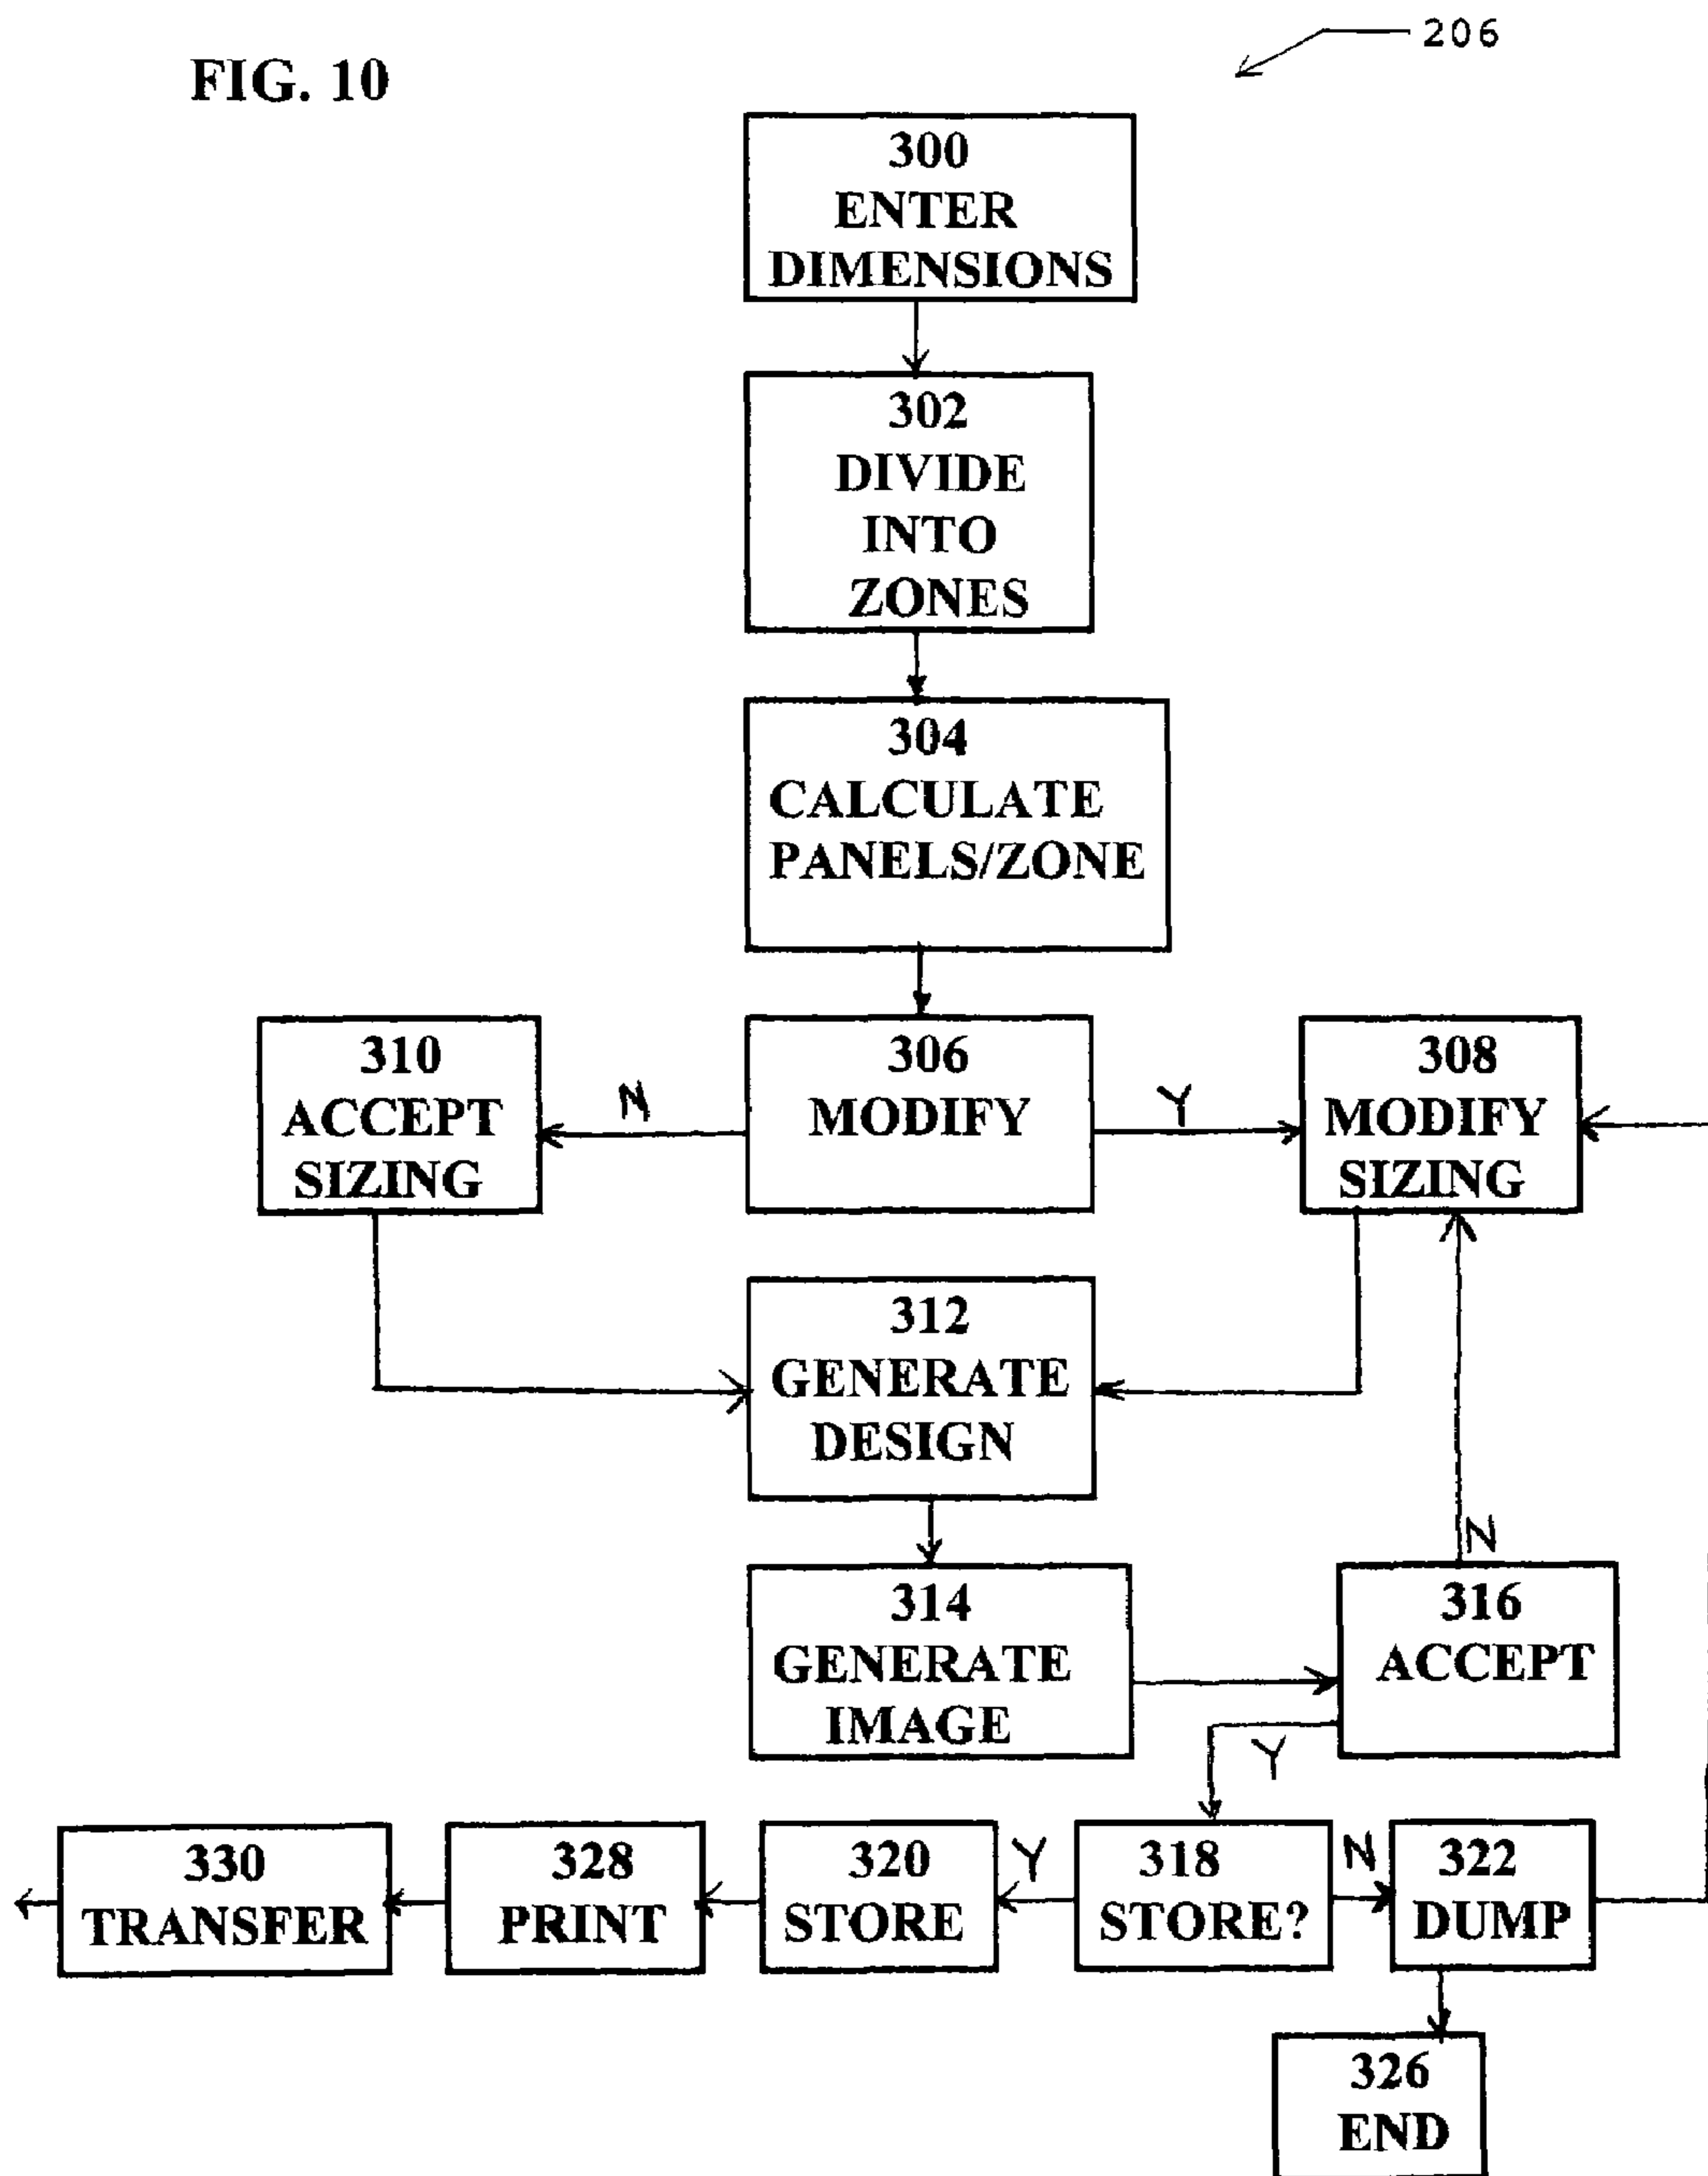 206
FIG. 10
300
ENTER
DIMENSIONS
302
DIVIDE
INTO
ZONES
304
CALCULATE
PANELS/ZONE
310
ACCEPT
SIZING
N
306
MODIFY
Y
308
MODIFY
SIZING
312
GENERATE
DESIGN
N
314
GENERATE
IMAGE
316
ACCEPT
Y
330
TRANSFER
328
PRINT
320
STORE
Y
318
STORE?
N
322
DUMP
326
END